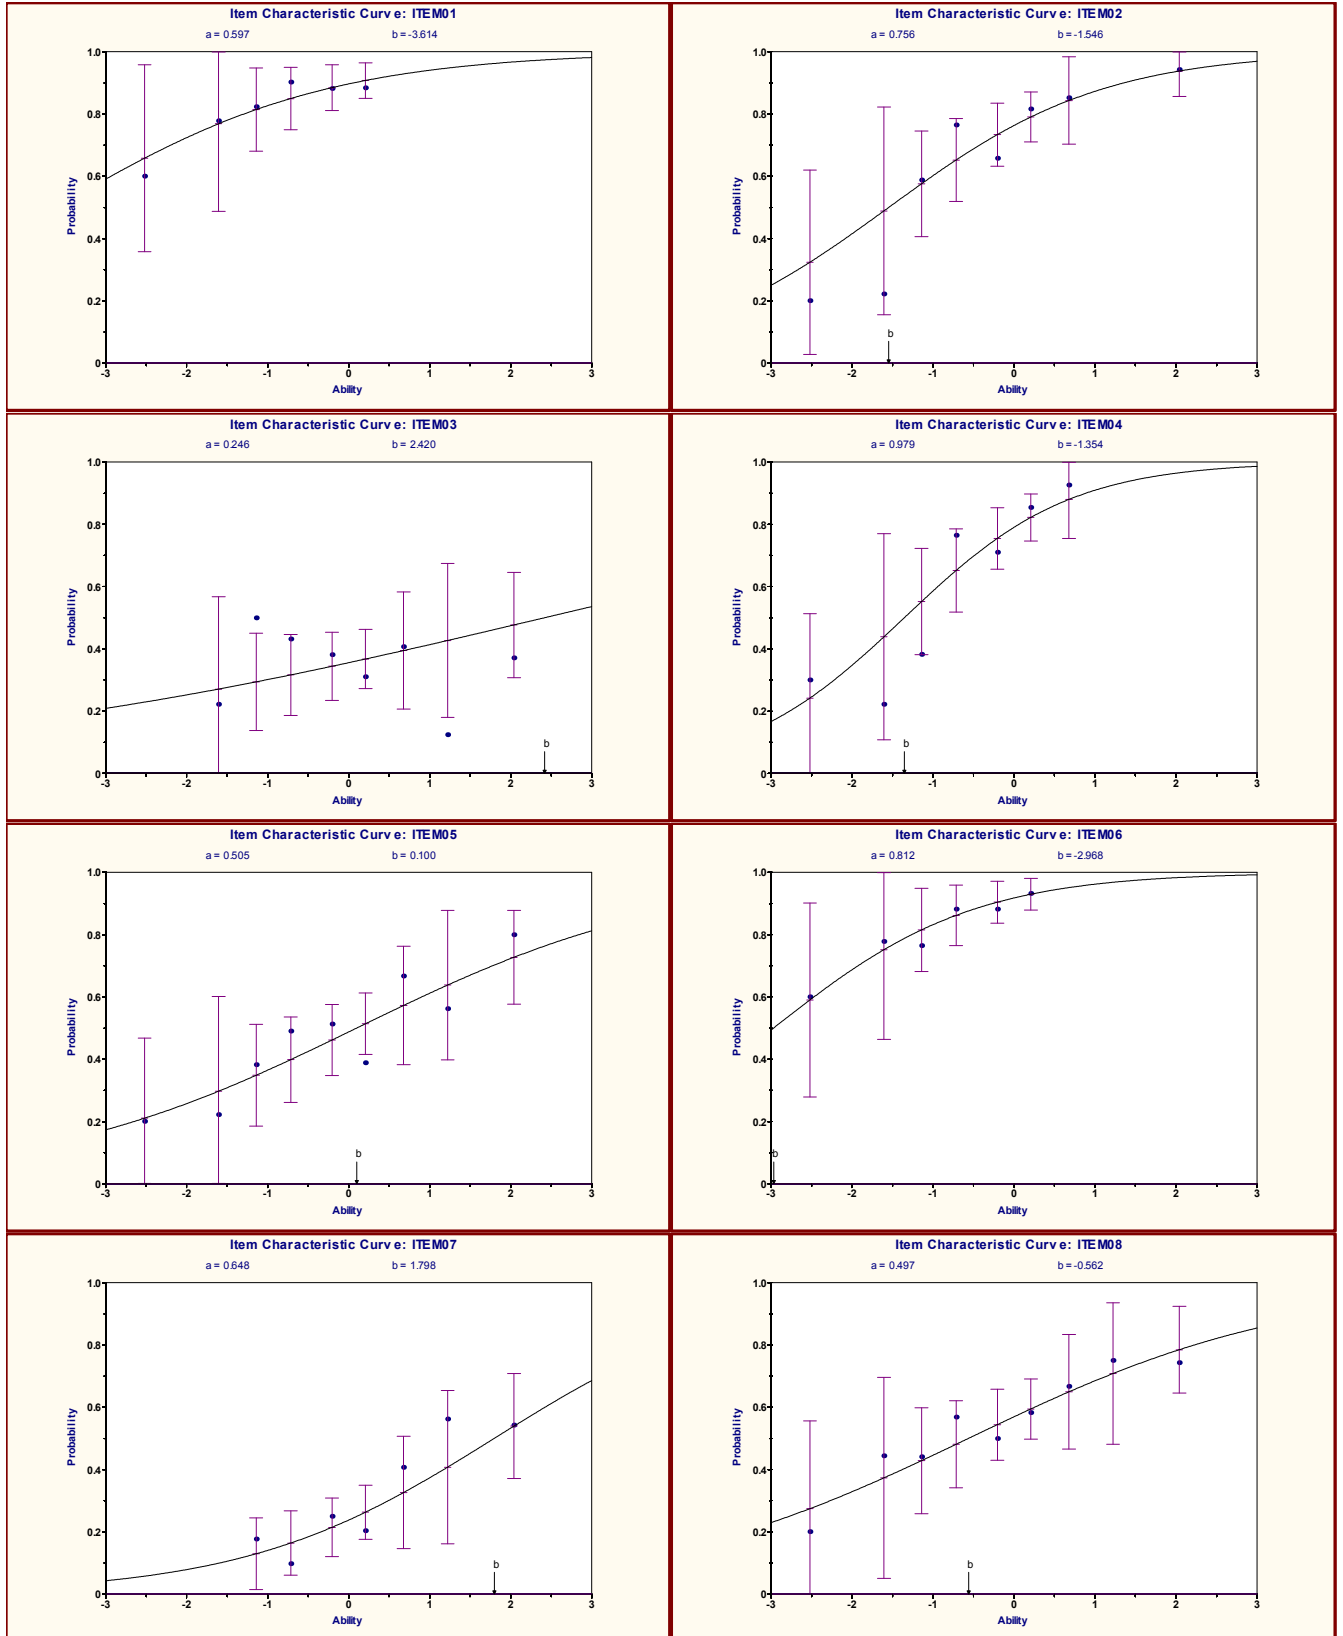 Item Characteristic Curve: ITEM01
a = 0.597 b = -3.614
1.0
0.8
0.6
0.4
0.2
0
Probability
-3 -2 -1 0 1 2 3
Ability
Item Characteristic Curve: ITEM02
a = 0.756 b = -1.546
1.0
0.8
0.6
0.4
0.2
0
Probability
b
-3 -2 -1 0 1 2 3
Ability
Item Characteristic Curve: ITEM03
a = 0.246 b = 2.420
1.0
0.8
0.6
0.4
0.2
0
Probability
b
-3 -2 -1 0 1 2 3
Ability
Item Characteristic Curve: ITEM04
a = 0.979 b = -1.354
1.0
0.8
0.6
0.4
0.2
0
Probability
b
-3 -2 -1 0 1 2 3
Ability
Item Characteristic Curve: ITEM05
a = 0.505 b = 0.100
1.0
0.8
0.6
0.4
0.2
0
Probability
b
-3 -2 -1 0 1 2 3
Ability
Item Characteristic Curve: ITEM06
a = 0.812 b = -2.968
1.0
0.8
0.6
0.4
0.2
0
Probability
b
-3 -2 -1 0 1 2 3
Ability
Item Characteristic Curve: ITEM07
a = 0.648 b = 1.798
1.0
0.8
0.6
0.4
0.2
0
Probability
b
-3 -2 -1 0 1 2 3
Ability
Item Characteristic Curve: ITEM08
a = 0.497 b = -0.562
1.0
0.8
0.6
0.4
0.2
0
Probability
b
-3 -2 -1 0 1 2 3
Ability